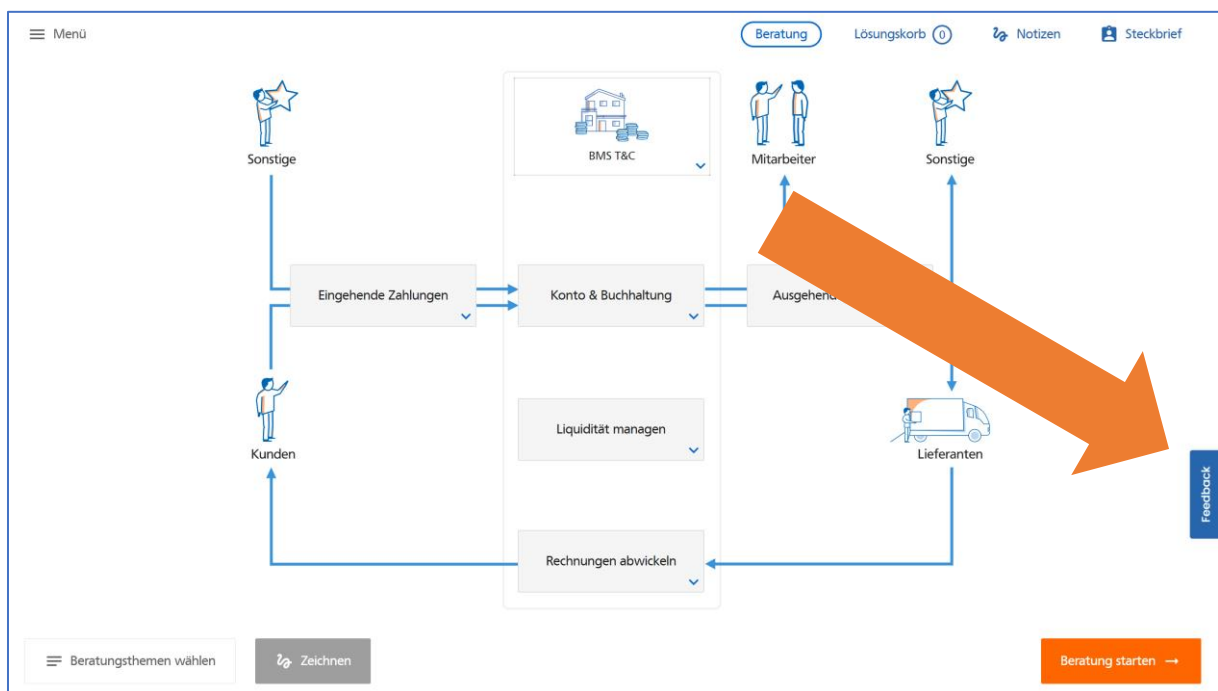 Menü
Beratung
Lösungskorb 0
Notizen
Steckbrief
Sonstige
BMS T&C
Mitarbeiter
Sonstige
Eingehende Zahlungen
Konto & Buchhaltung
Kunden
Liquidität managen
Lieferanten
Feedback
Rechnungen abwickeln
Beratungsthemen wählen
Zeichnen
Beratung starten →